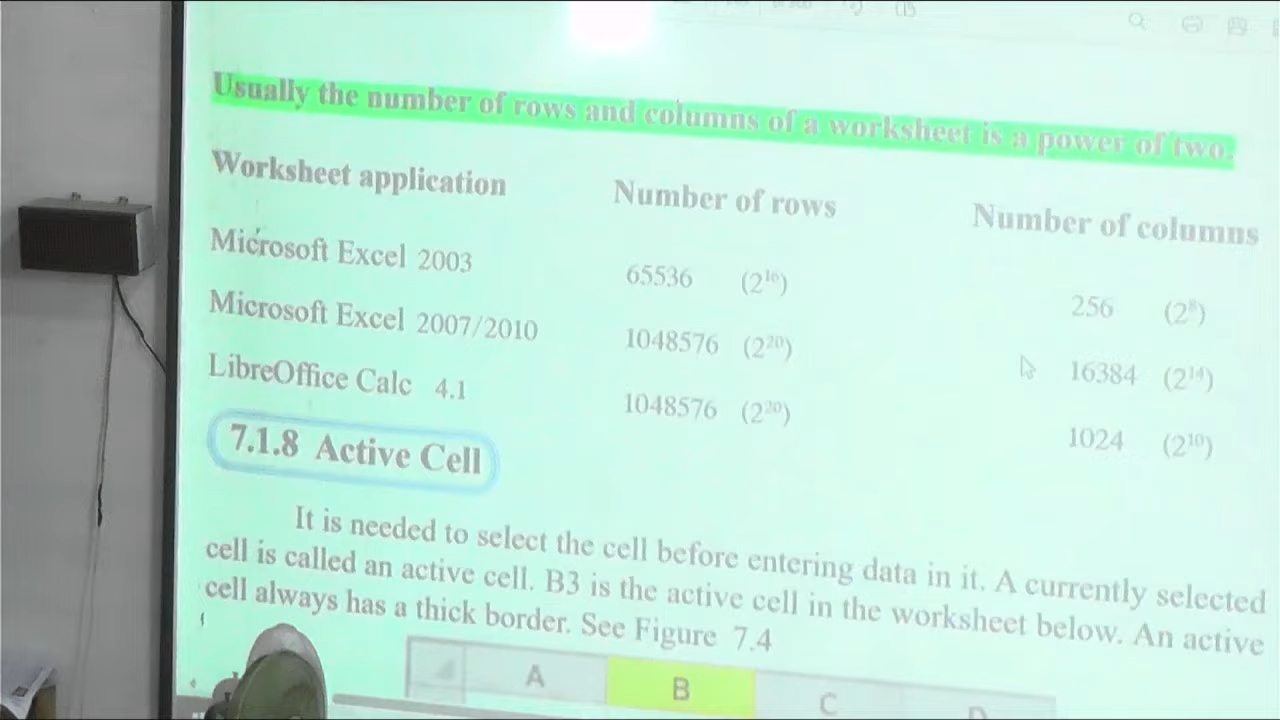 Usually the number of rows and columns of a worksheet is a power of two.
Worksheet application Number of rows Number of columns
Microsoft Excel 2003 65536 (2¹⁶) 256 (2⁸)
Microsoft Excel 2007/2010 1048576 (2²⁰) 16384 (2¹⁴)
LibreOffice Calc 4.1 1048576 (2²⁰) 1024 (2¹⁰)
7.1.8 Active Cell
It is needed to select the cell before entering data in it. A currently selected
cell is called an active cell. B3 is the active cell in the worksheet below. An active
cell always has a thick border. See Figure 7.4
A B C D